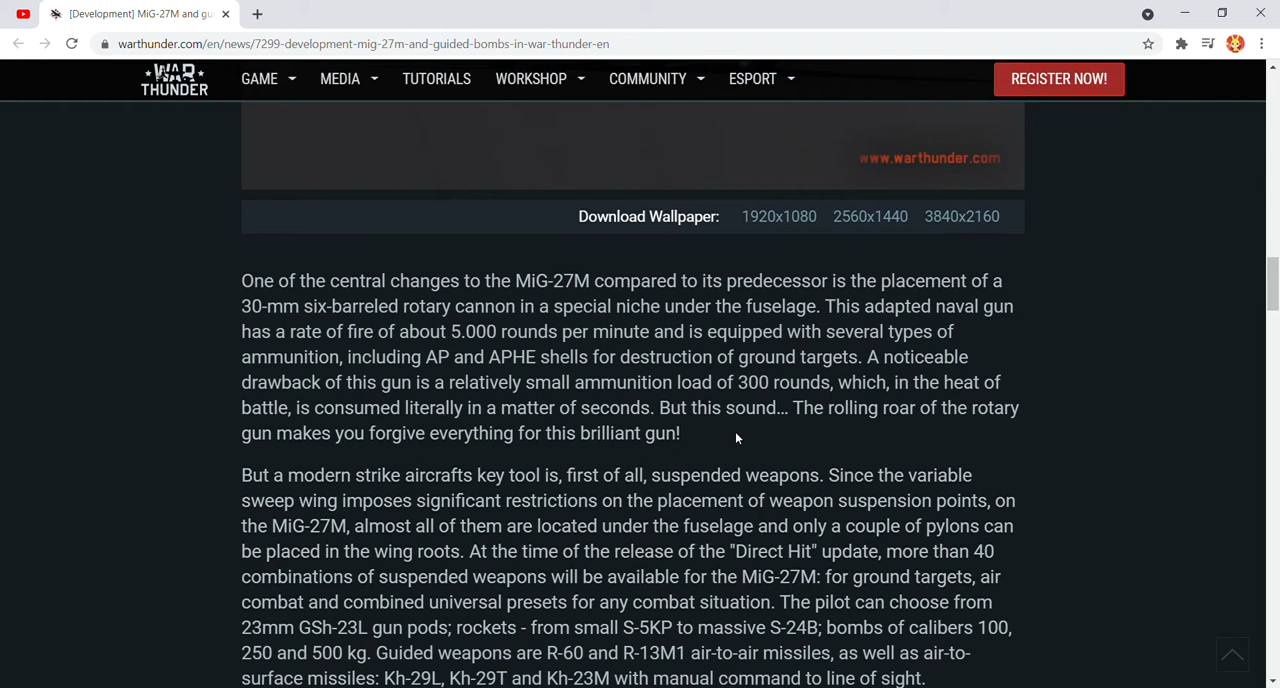 [Development] MiG-27M and gu
warthunder.com/en/news/7299-development-mig-27m-and-guided-bombs-in-war-thunder-en
WAR THUNDER
GAME MEDIA TUTORIALS WORKSHOP COMMUNITY ESPORT REGISTER NOW!
www.warthunder.com
Download Wallpaper: 1920x1080 2560x1440 3840x2160
One of the central changes to the MiG-27M compared to its predecessor is the placement of a
30-mm six-barreled rotary cannon in a special niche under the fuselage. This adapted naval gun
has a rate of fire of about 5.000 rounds per minute and is equipped with several types of
ammunition, including AP and APHE shells for destruction of ground targets. A noticeable
drawback of this gun is a relatively small ammunition load of 300 rounds, which, in the heat of
battle, is consumed literally in a matter of seconds. But this sound... The rolling roar of the rotary
gun makes you forgive everything for this brilliant gun!
But a modern strike aircrafts key tool is, first of all, suspended weapons. Since the variable
sweep wing imposes significant restrictions on the placement of weapon suspension points, on
the MiG-27M, almost all of them are located under the fuselage and only a couple of pylons can
be placed in the wing roots. At the time of the release of the "Direct Hit" update, more than 40
combinations of suspended weapons will be available for the MiG-27M: for ground targets, air
combat and combined universal presets for any combat situation. The pilot can choose from
23mm GSh-23L gun pods; rockets - from small S-5KP to massive S-24B; bombs of calibers 100,
250 and 500 kg. Guided weapons are R-60 and R-13M1 air-to-air missiles, as well as air-to-
surface missiles: Kh-29L, Kh-29T and Kh-23M with manual command to line of sight.